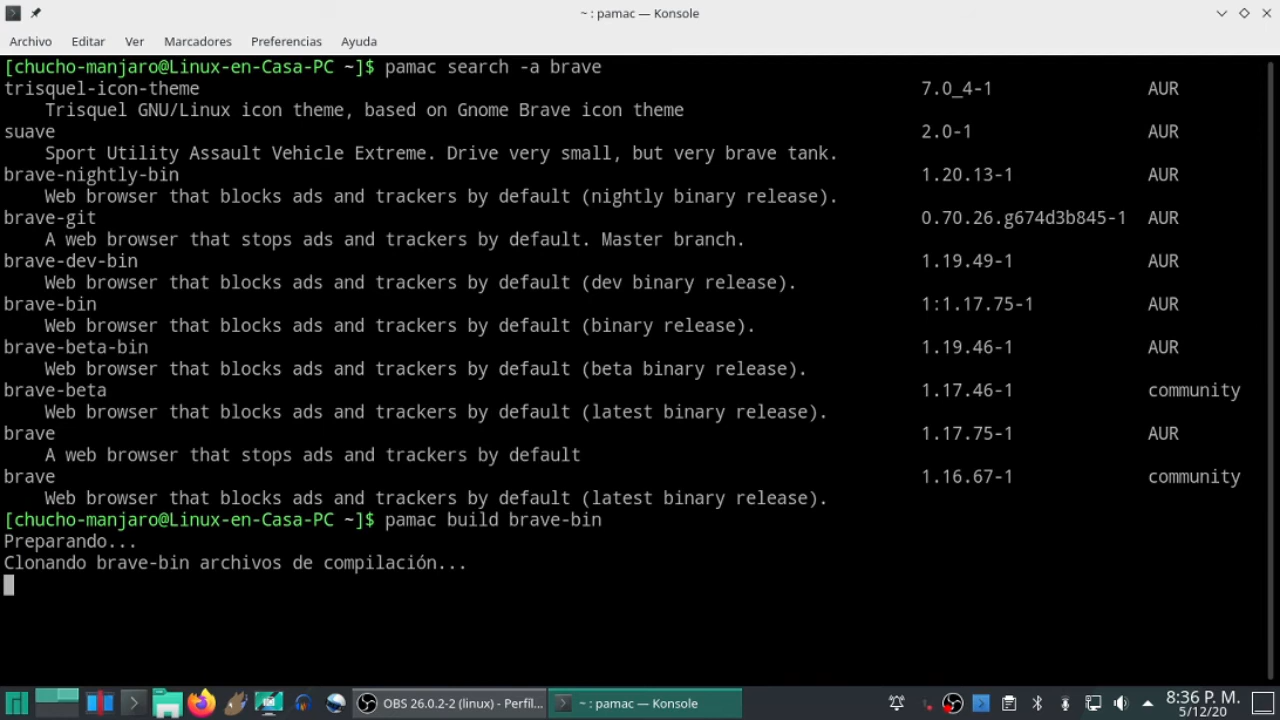 ~ : pamac — Konsole
Archivo Editar Ver Marcadores Preferencias Ayuda
[chucho-manjaro@Linux-en-Casa-PC ~]$ pamac search -a brave
trisquel-icon-theme 7.0_4-1 AUR
Trisquel GNU/Linux icon theme, based on Gnome Brave icon theme
suave 2.0-1 AUR
Sport Utility Assault Vehicle Extreme. Drive very small, but very brave tank.
brave-nightly-bin 1.20.13-1 AUR
Web browser that blocks ads and trackers by default (nightly binary release).
brave-git 0.70.26.g674d3b845-1 AUR
A web browser that stops ads and trackers by default. Master branch.
brave-dev-bin 1.19.49-1 AUR
Web browser that blocks ads and trackers by default (dev binary release).
brave-bin 1:1.17.75-1 AUR
Web browser that blocks ads and trackers by default (binary release).
brave-beta-bin 1.19.46-1 AUR
Web browser that blocks ads and trackers by default (beta binary release).
brave-beta 1.17.46-1 community
Web browser that blocks ads and trackers by default (latest binary release).
brave 1.17.75-1 AUR
A web browser that stops ads and trackers by default
brave 1.16.67-1 community
Web browser that blocks ads and trackers by default (latest binary release).
[chucho-manjaro@Linux-en-Casa-PC ~]$ pamac build brave-bin
Preparando...
Clonando brave-bin archivos de compilación...
OBS 26.0.2-2 (linux) - Perfil... ~ : pamac — Konsole 8:36 P. M.
5/12/20